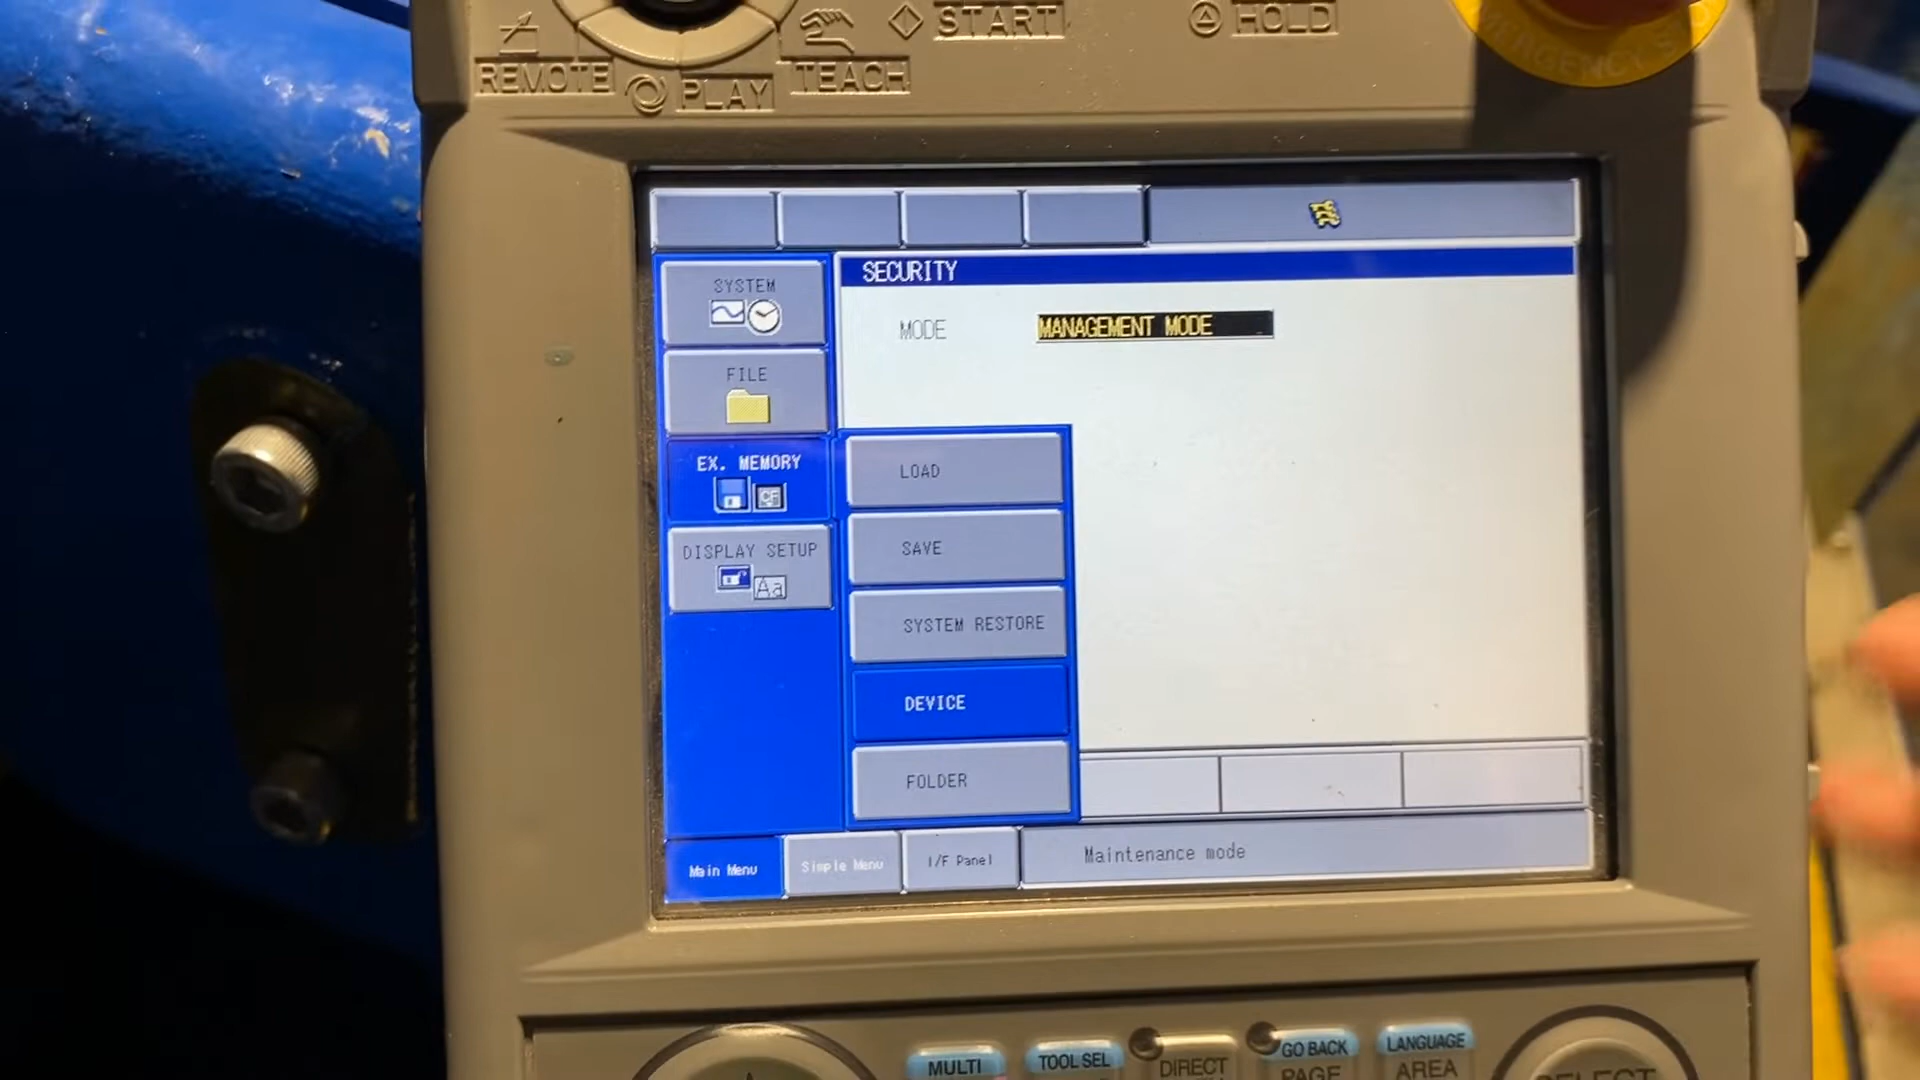 START
HOLD
REMOTE
PLAY
TEACH
EMERGENCY
SECURITY
SYSTEM
MODE
MANAGEMENT MODE
FILE
EX. MEMORY
CF
LOAD
SAVE
DISPLAY SETUP
Aa
SYSTEM RESTORE
DEVICE
FOLDER
Main Menu
Simple Menu
I/F Panel
Maintenance mode
MULTI
TOOL SEL
DIRECT
GO BACK
PAGE
LANGUAGE
AREA
SELECT